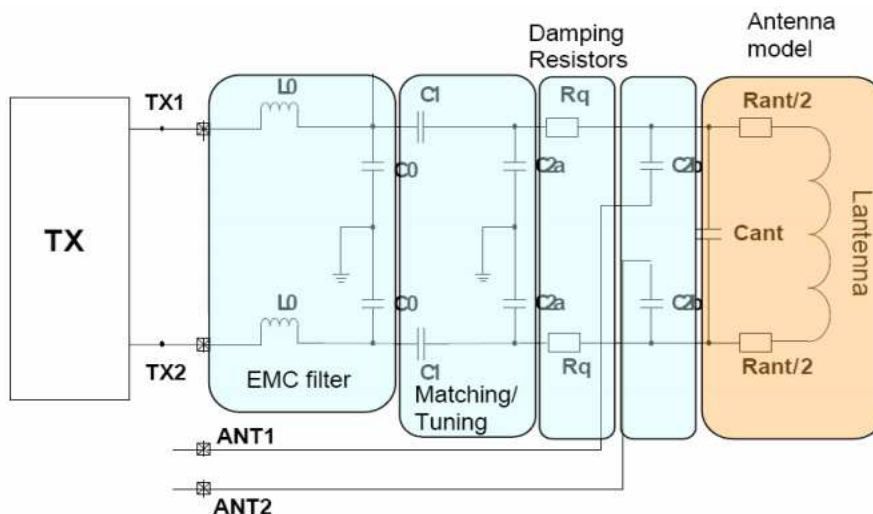 Damping
Resistors
Antenna
model
TX1
L0
C1
Rq
Rant/2
C0
C2a
C2b
TX
Cant
Lantenna
C0
C2a
C2b
L0
TX2
EMC filter
C1
Matching/
Tuning
Rq
Rant/2
ANT1
ANT2